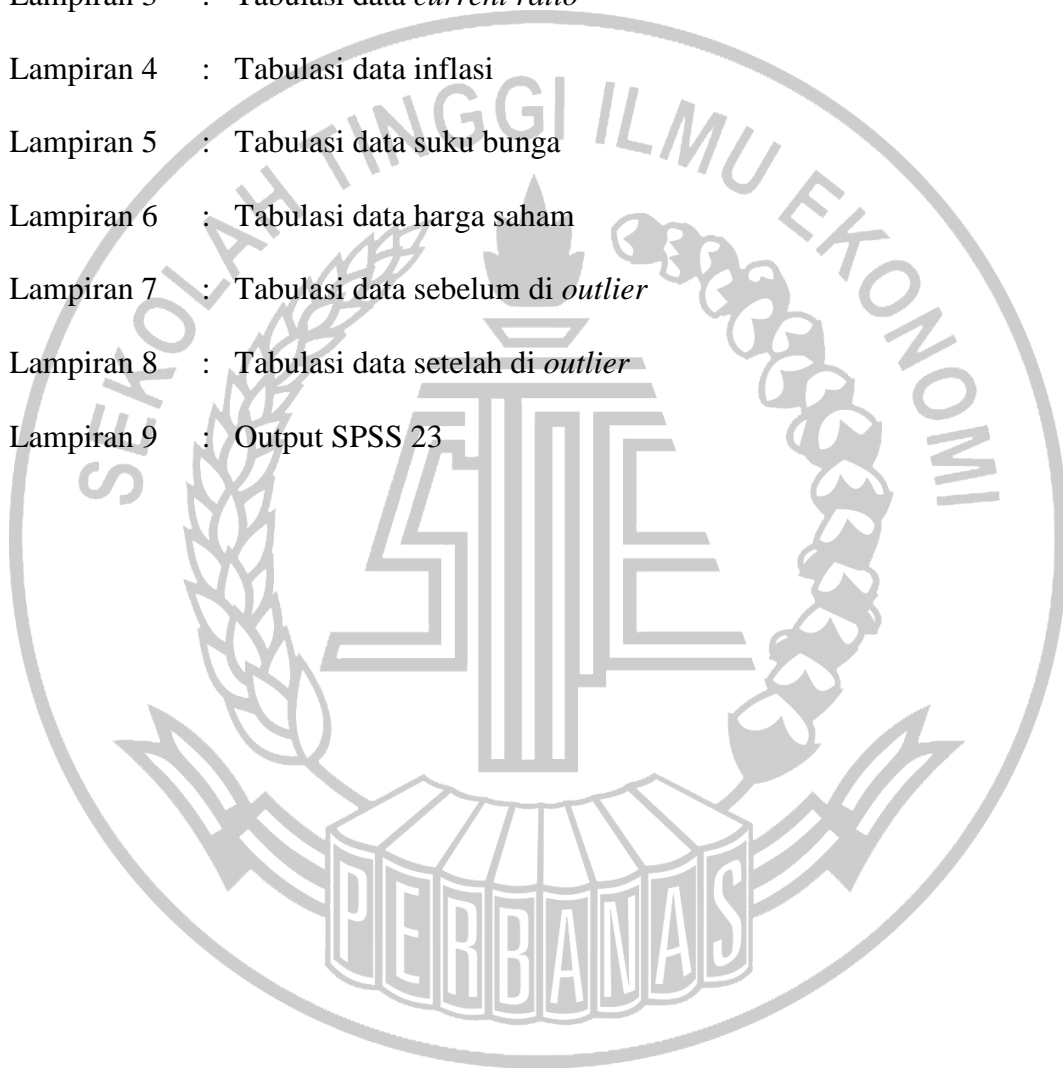 Lampiran 3 : Tabulasi data current ratio
Lampiran 4 : Tabulasi data inflasi
Lampiran 5 : Tabulasi data suku bunga
Lampiran 6 : Tabulasi data harga saham
Lampiran 7 : Tabulasi data sebelum di outlier
Lampiran 8 : Tabulasi data setelah di outlier
Lampiran 9 : Output SPSS 23
SEKOLAH TINGGI ILMU EKONOMI
STIE
PERBANAS